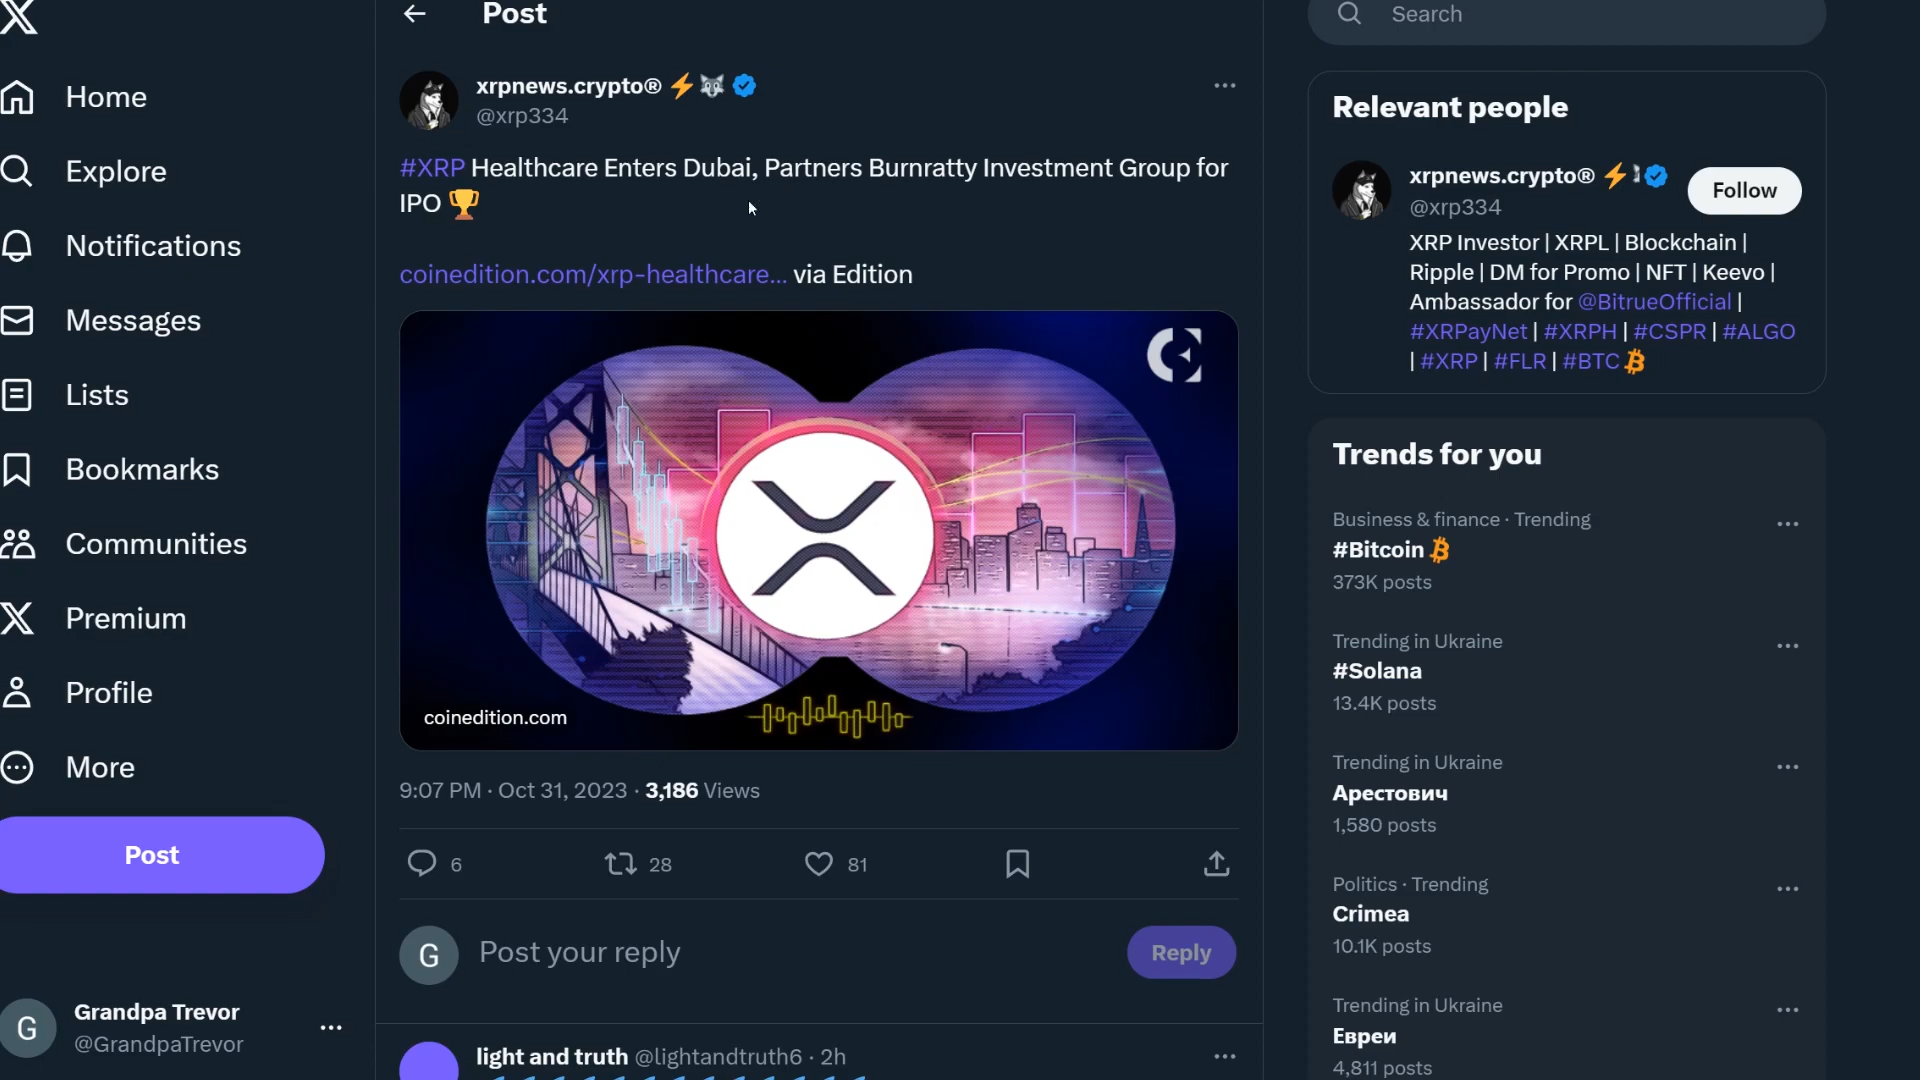 Post
Search
Home
Explore
Notifications
Messages
Lists
Bookmarks
Communities
Premium
Profile
More
Post
Grandpa Trevor
@GrandpaTrevor
G
xrpnews.crypto® ⚡🐺
@xrp334
#XRP Healthcare Enters Dubai, Partners Burnratty Investment Group for
IPO 🏆
coinedition.com/xrp-healthcare... via Edition
coinedition.com
9:07 PM · Oct 31, 2023 · 3,186 Views
6
28
81
G
Post your reply
Reply
light and truth @lightandtruth6 · 2h
Relevant people
xrpnews.crypto® ⚡
@xrp334
Follow
XRP Investor | XRPL | Blockchain |
Ripple | DM for Promo | NFT | Keevo |
Ambassador for @BitrueOfficial |
#XRPayNet | #XRPH | #CSPR | #ALGO
| #XRP | #FLR | #BTC
Trends for you
Business & finance · Trending
#Bitcoin
373K posts
Trending in Ukraine
#Solana
13.4K posts
Trending in Ukraine
Арестович
1,580 posts
Politics · Trending
Crimea
10.1K posts
Trending in Ukraine
Евреи
4,811 posts